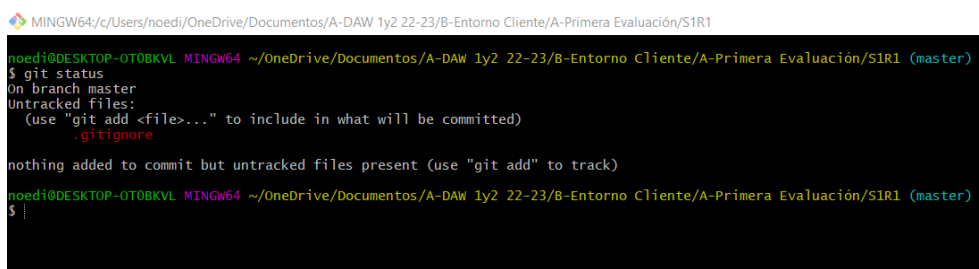 MINGW64:/c/Users/noedi/OneDrive/Documentos/A-DAW 1y2 22-23/B-Entorno Cliente/A-Primera Evaluación/S1R1
noedi@DESKTOP-OT0BKVL MINGW64 ~/OneDrive/Documentos/A-DAW 1y2 22-23/B-Entorno Cliente/A-Primera Evaluación/S1R1 (master)
$ git status
On branch master
Untracked files:
  (use "git add <file>..." to include in what will be committed)
        .gitignore
nothing added to commit but untracked files present (use "git add" to track)
noedi@DESKTOP-OT0BKVL MINGW64 ~/OneDrive/Documentos/A-DAW 1y2 22-23/B-Entorno Cliente/A-Primera Evaluación/S1R1 (master)
$